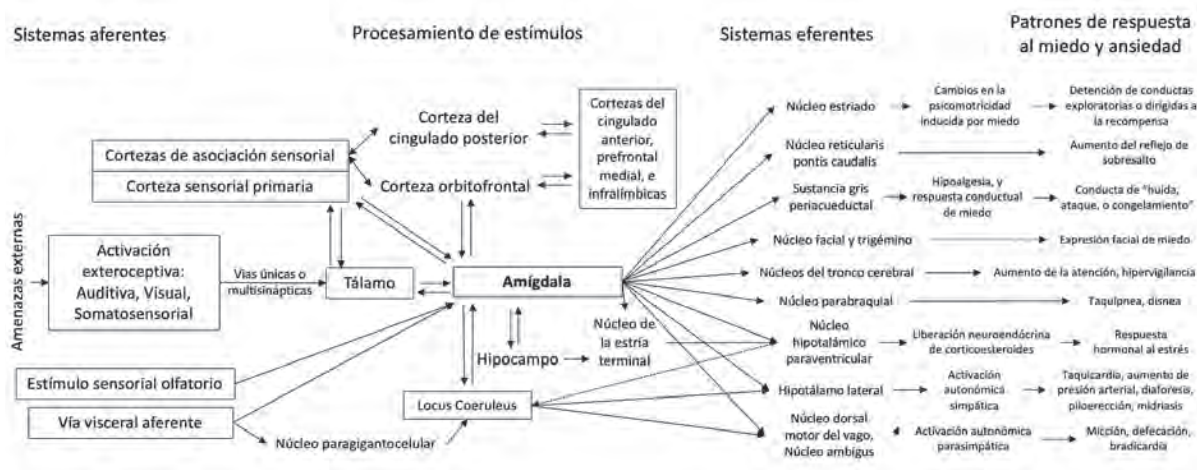 Sistemas aferentes
Procesamiento de estímulos
Sistemas eferentes
Patrones de respuesta
al miedo y ansiedad
Amenazas externas
Activación
exteroceptiva:
Auditiva, Visual,
Somatosensorial
Estímulo sensorial olfatorio
Vía visceral aferente
Vías únicas o
multisinápticas
Núcleo paragigantocelular
Cortezas de asociación sensorial
Corteza sensorial primaria
Tálamo
Corteza del
cingulado posterior
Corteza orbitofrontal
Cortezas del
cingulado
anterior,
prefrontal
medial, e
infralímbicas
Amígdala
Hipocampo
Núcleo de
la estría
terminal
Locus Coeruleus
Núcleo estriado
Cambios en la
psicomotricidad
inducida por miedo
Detención de conductas
exploratorias o dirigidas a
la recompensa
Núcleo reticularis
pontis caudalis
Aumento del reflejo de
sobresalto
Sustancia gris
periacueductal
Hipoalgesia, y
respuesta conductual
de miedo
Conducta de "huída,
ataque, o congelamiento"
Núcleo facial y trigémino
Expresión facial de miedo
Núcleos del tronco cerebral
Aumento de la atención, hipervigilancia
Núcleo parabraquial
Taquipnea, disnea
Núcleo
hipotalámico
paraventricular
Liberación neuroendócrina
de corticoesteroides
Respuesta
hormonal al estrés
Hipotálamo lateral
Activación
autonómica
simpática
Taquicardia, aumento de
presión arterial, diaforesis,
piloerección, midriasis
Núcleo dorsal
motor del vago,
Núcleo ambigus
Activación autonómica
parasimpática
Micción, defecación,
bradicardia